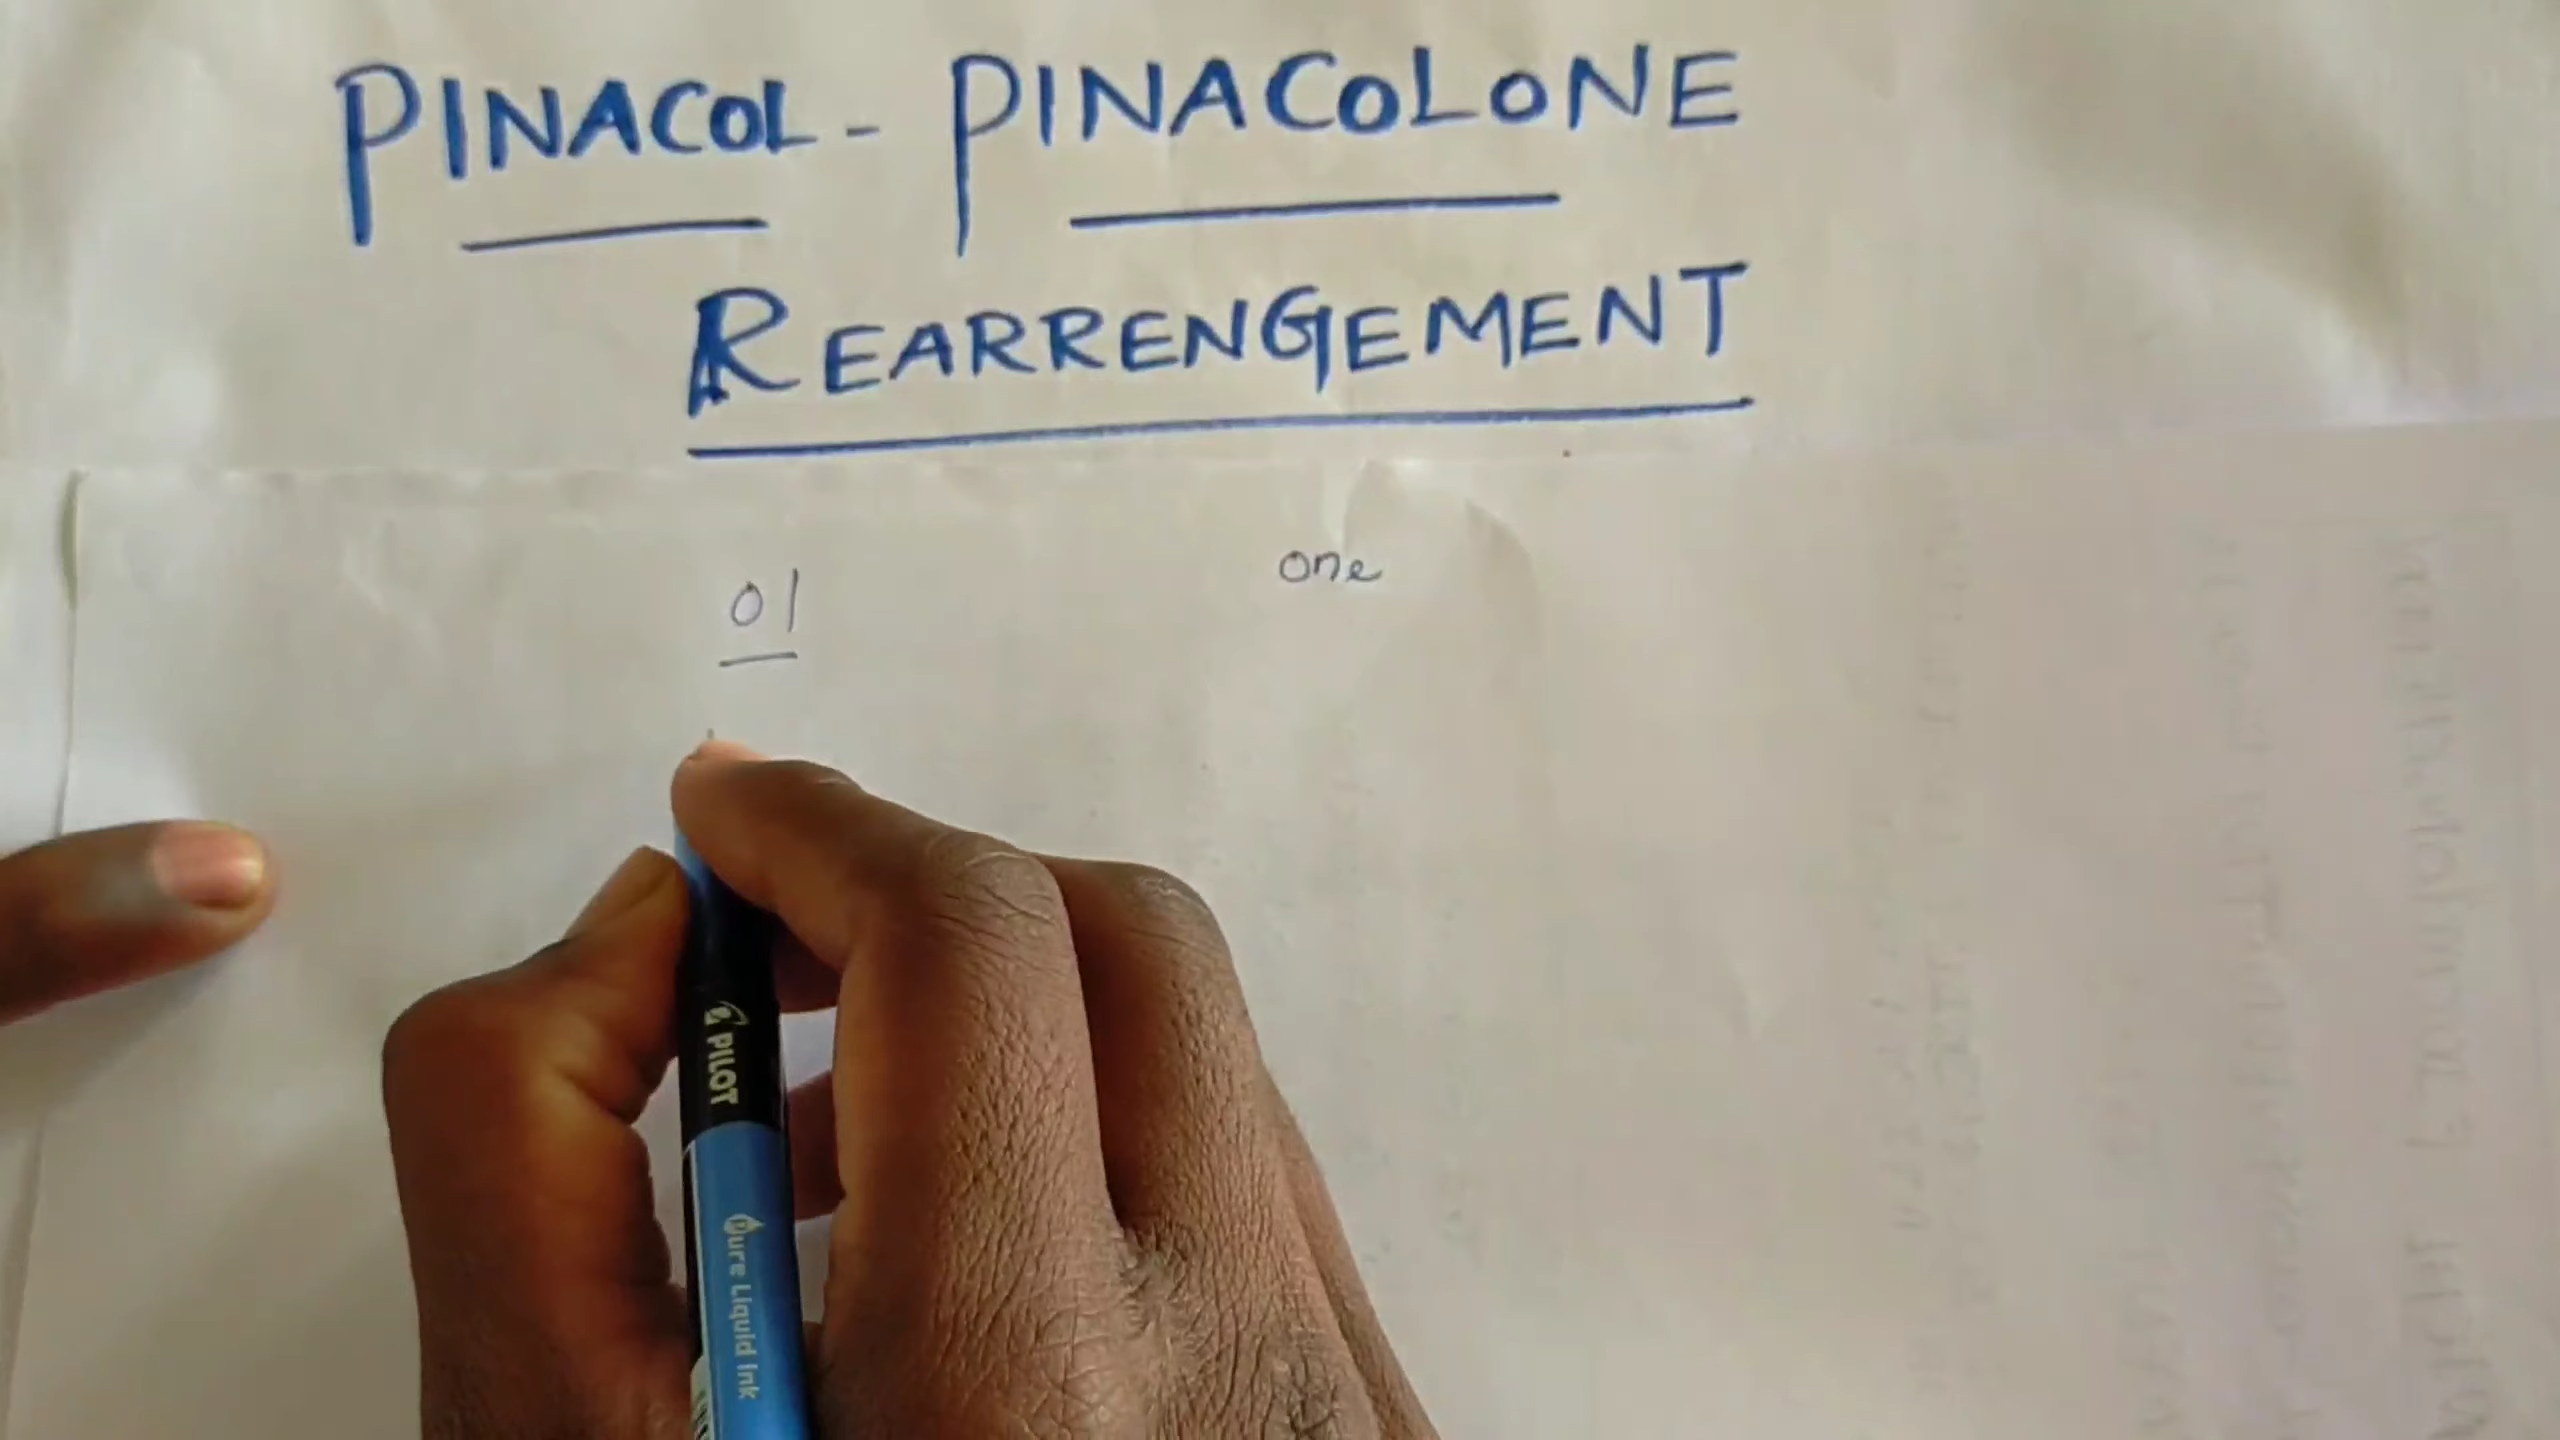 PINACOL - PINACOLONE
REARRENGEMENT
ol
one
PILOT
Pure Liquid Ink